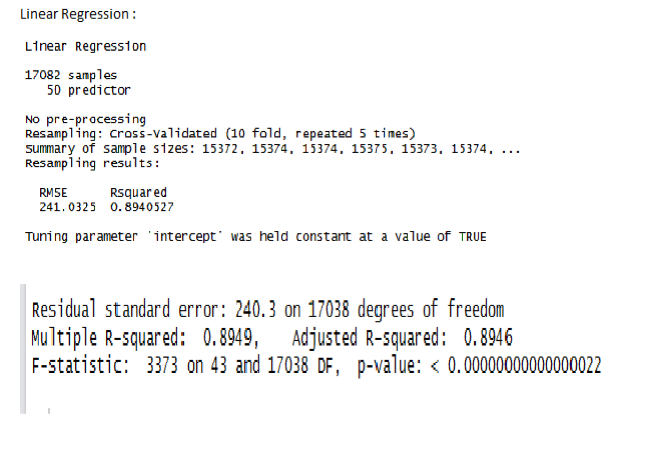 Linear Regression :
Linear Regression
17082 samples
50 predictor
No pre-processing
Resampling: Cross-Validated (10 fold, repeated 5 times)
Summary of sample sizes: 15372, 15374, 15374, 15375, 15373, 15374, ...
Resampling results:
RMSE Rsquared
241.0325 0.8940527
Tuning parameter 'intercept' was held constant at a value of TRUE
Residual standard error: 240.3 on 17038 degrees of freedom
Multiple R-squared: 0.8949, Adjusted R-squared: 0.8946
F-statistic: 3373 on 43 and 17038 DF, p-value: < 0.00000000000000022